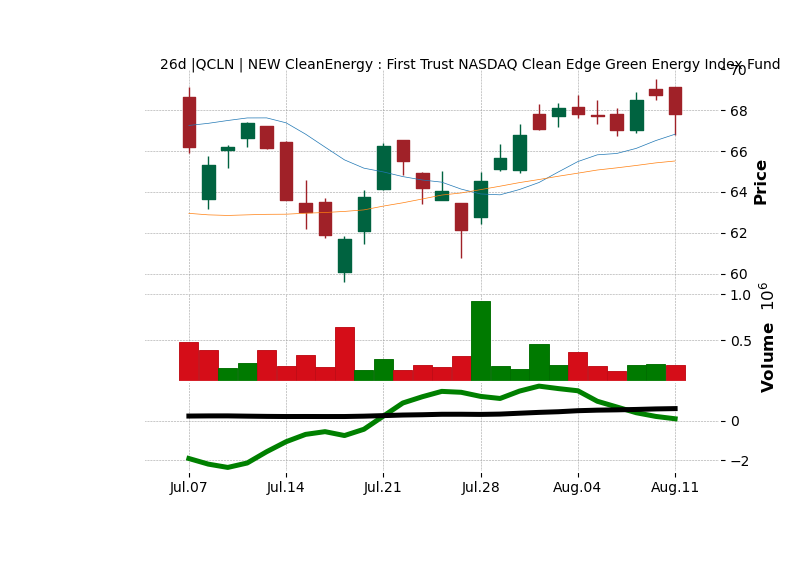 26d |QCLN | NEW CleanEnergy : First Trust NASDAQ Clean Edge Green Energy Index Fund
70
68
66
64
62
60
Price
1.0
0.5
Volume 10^6
0
−2
Jul.07 Jul.14 Jul.21 Jul.28 Aug.04 Aug.11